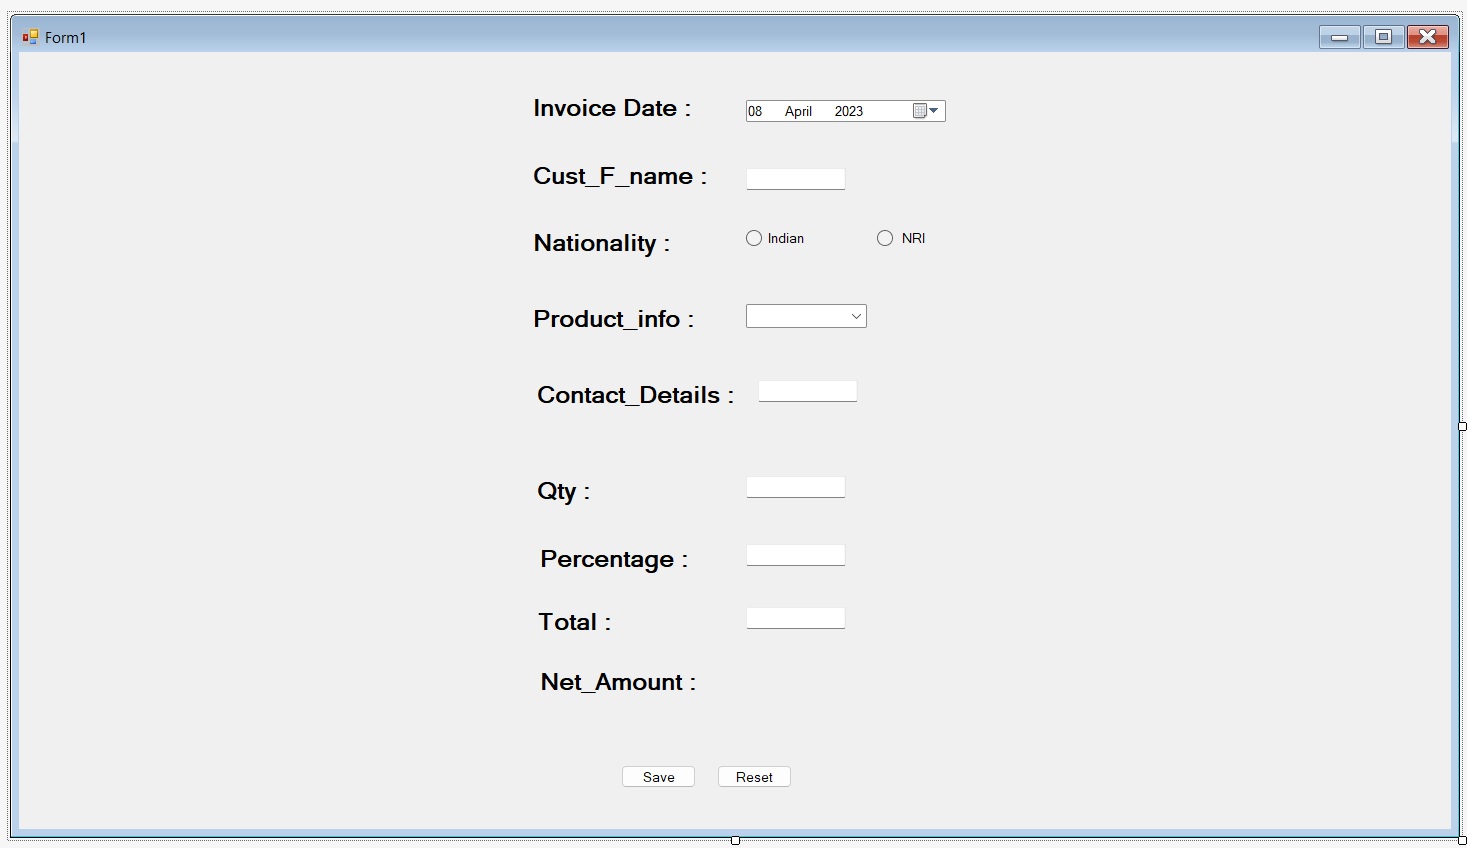 Form1
Invoice Date : 08 April 2023
Cust_F_name :
Nationality : Indian NRI
Product_info :
Contact_Details :
Qty :
Percentage :
Total :
Net_Amount :
Save Reset